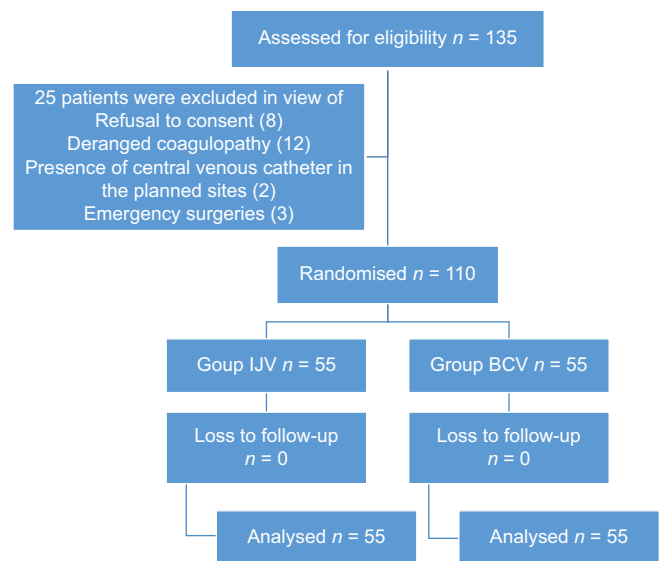 Assessed for eligibility n = 135
25 patients were excluded in view of
Refusal to consent (8)
Deranged coagulopathy (12)
Presence of central venous catheter in
the planned sites (2)
Emergency surgeries (3)
Randomised n = 110
Goup IJV n = 55
Group BCV n = 55
Loss to follow-up
n = 0
Loss to follow-up
n = 0
Analysed n = 55
Analysed n = 55